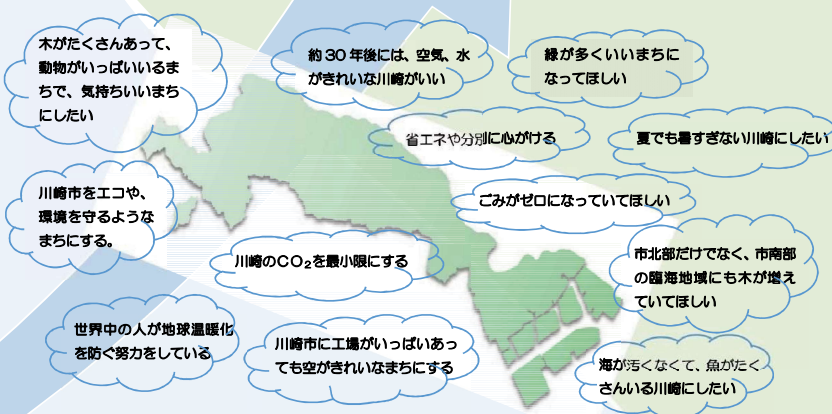 木がたくさんあって、
動物がいっぱいいるま
ちで、気持ちいいまち
にしたい
約30年後には、空気、水
がきれいな川崎がいい
緑が多くいいまちに
なってほしい
省エネや分別に心がける
夏でも暑すぎない川崎にしたい
川崎市をエコや、
環境を守るような
まちにする。
ごみがゼロになっていてほしい
川崎のCO₂を最小限にする
市北部だけでなく、市南部
の臨海地域にも木が増え
ていてほしい
世界中の人が地球温暖化
を防ぐ努力をしている
川崎市に工場がいっぱいあっ
ても空がきれいなまちにする
海が汚くなくて、魚がたく
さんいる川崎にしたい